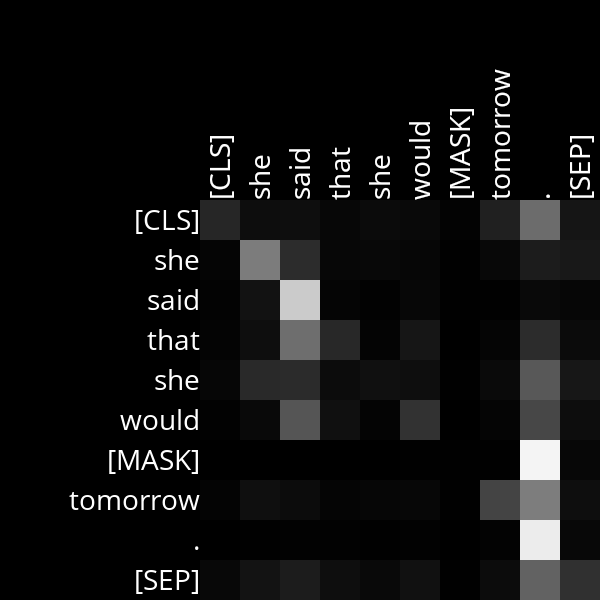 [CLS] she said that she would [MASK] tomorrow . [SEP]
[CLS]
she
said
that
she
would
[MASK]
tomorrow
.
[SEP]